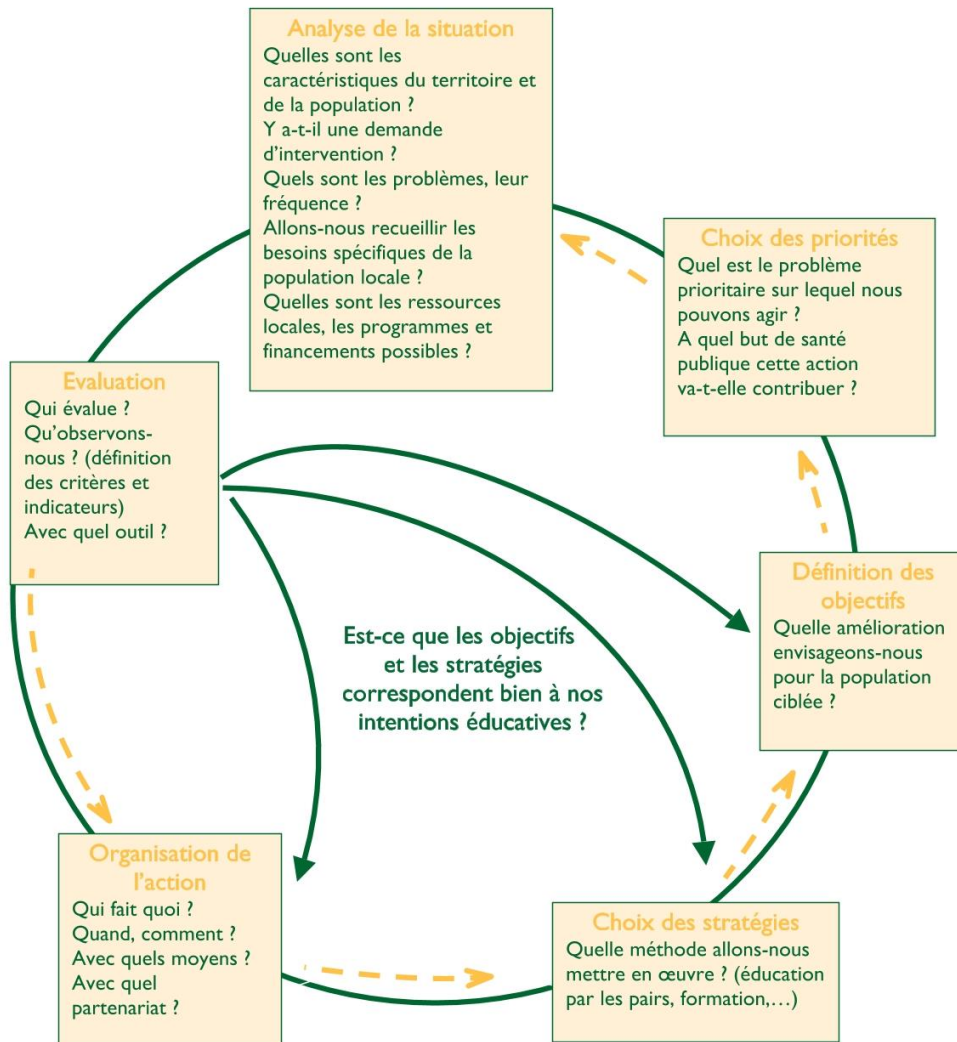 Analyse de la situation
Quelles sont les
caractéristiques du territoire et
de la population ?
Y a-t-il une demande
d'intervention ?
Quels sont les problèmes, leur
fréquence ?
Allons-nous recueillir les
besoins spécifiques de la
population locale ?
Quelles sont les ressources
locales, les programmes et
financements possibles ?
Choix des priorités
Quel est le problème
prioritaire sur lequel nous
pouvons agir ?
A quel but de santé
publique cette action
va-t-elle contribuer ?
Définition des
objectifs
Quelle amélioration
envisageons-nous
pour la population
ciblée ?
Choix des stratégies
Quelle méthode allons-nous
mettre en œuvre ? (éducation
par les pairs, formation,…)
Organisation de
l'action
Qui fait quoi ?
Quand, comment ?
Avec quels moyens ?
Avec quel
partenariat ?
Evaluation
Qui évalue ?
Qu'observons-
nous ? (définition
des critères et
indicateurs)
Avec quel outil ?
Est-ce que les objectifs
et les stratégies
correspondent bien à nos
intentions éducatives ?